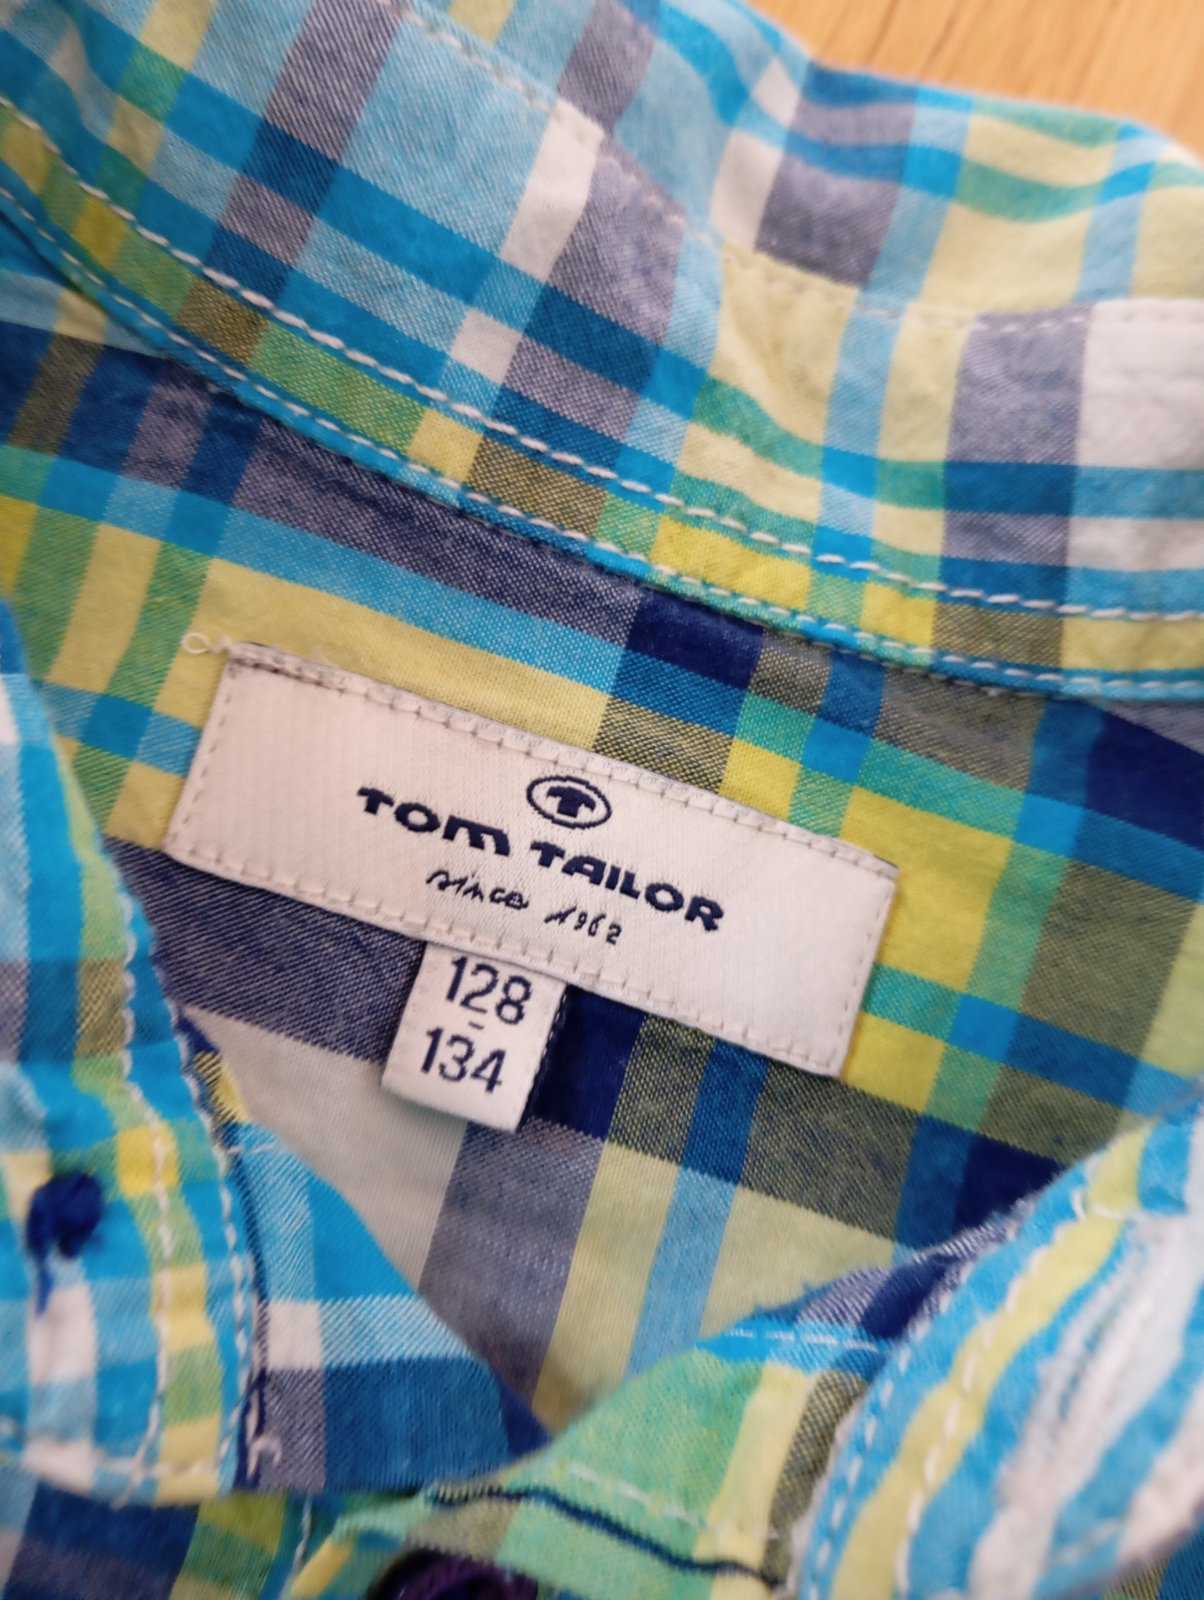 T
TOM TAILOR
since 1962
128
-
134